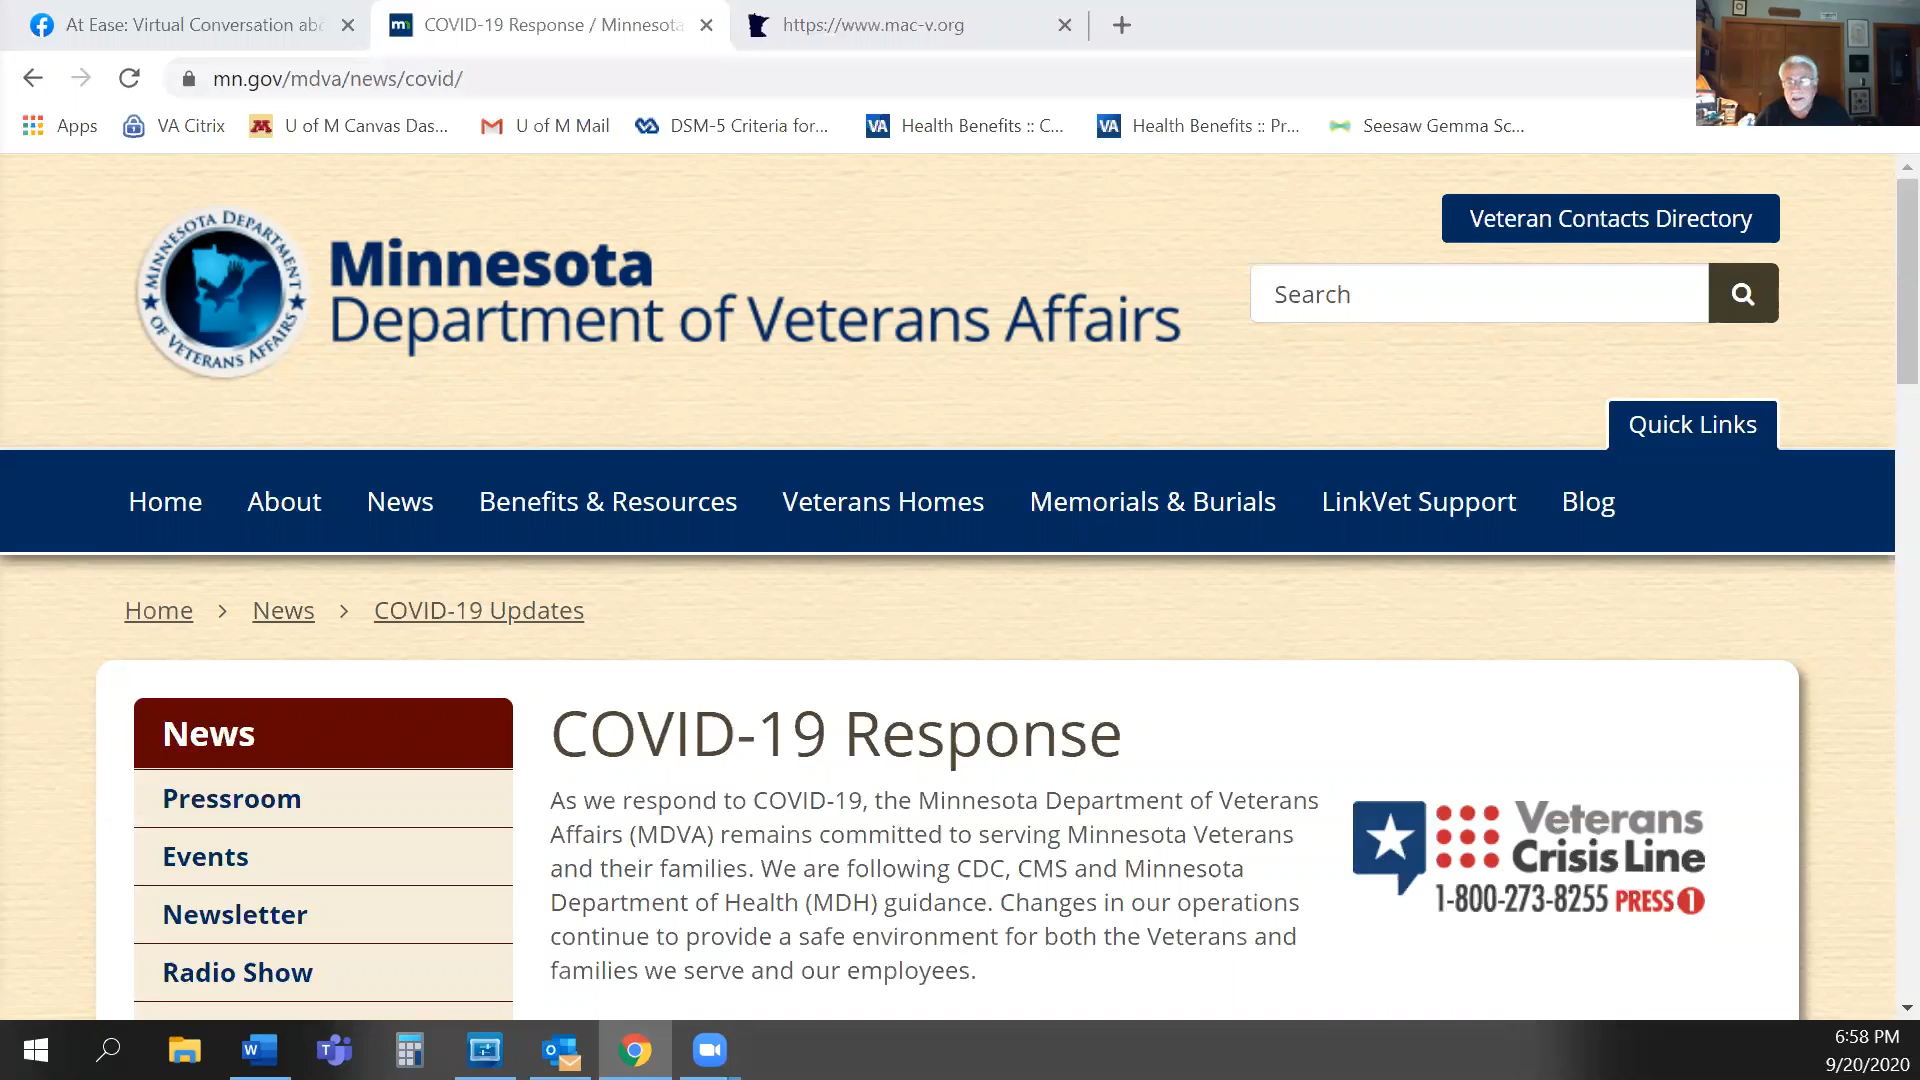 At Ease: Virtual Conversation abo
COVID-19 Response / Minnesota
https://www.mac-v.org
mn.gov/mdva/news/covid/
Apps
VA Citrix
U of M Canvas Das...
U of M Mail
DSM-5 Criteria for...
VA Health Benefits :: C...
VA Health Benefits :: Pr...
Seesaw Gemma Sc...
MINNESOTA DEPARTMENT
OF VETERANS AFFAIRS
Minnesota
Department of Veterans Affairs
Veteran Contacts Directory
Search
Quick Links
Home About News Benefits & Resources Veterans Homes Memorials & Burials LinkVet Support Blog
Home > News > COVID-19 Updates
News
Pressroom
Events
Newsletter
Radio Show
COVID-19 Response
As we respond to COVID-19, the Minnesota Department of Veterans
Affairs (MDVA) remains committed to serving Minnesota Veterans
and their families. We are following CDC, CMS and Minnesota
Department of Health (MDH) guidance. Changes in our operations
continue to provide a safe environment for both the Veterans and
families we serve and our employees.
Veterans
Crisis Line
1-800-273-8255 PRESS 1
6:58 PM
9/20/2020